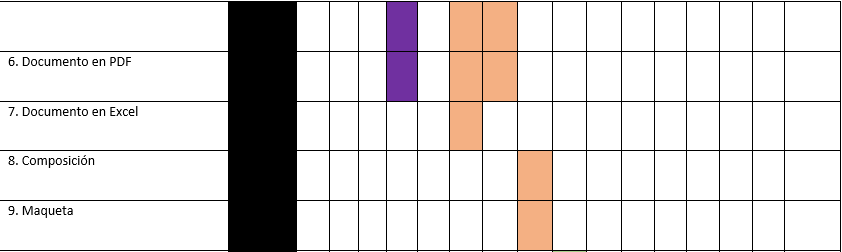 6. Documento en PDF
7. Documento en Excel
8. Composición
9. Maqueta